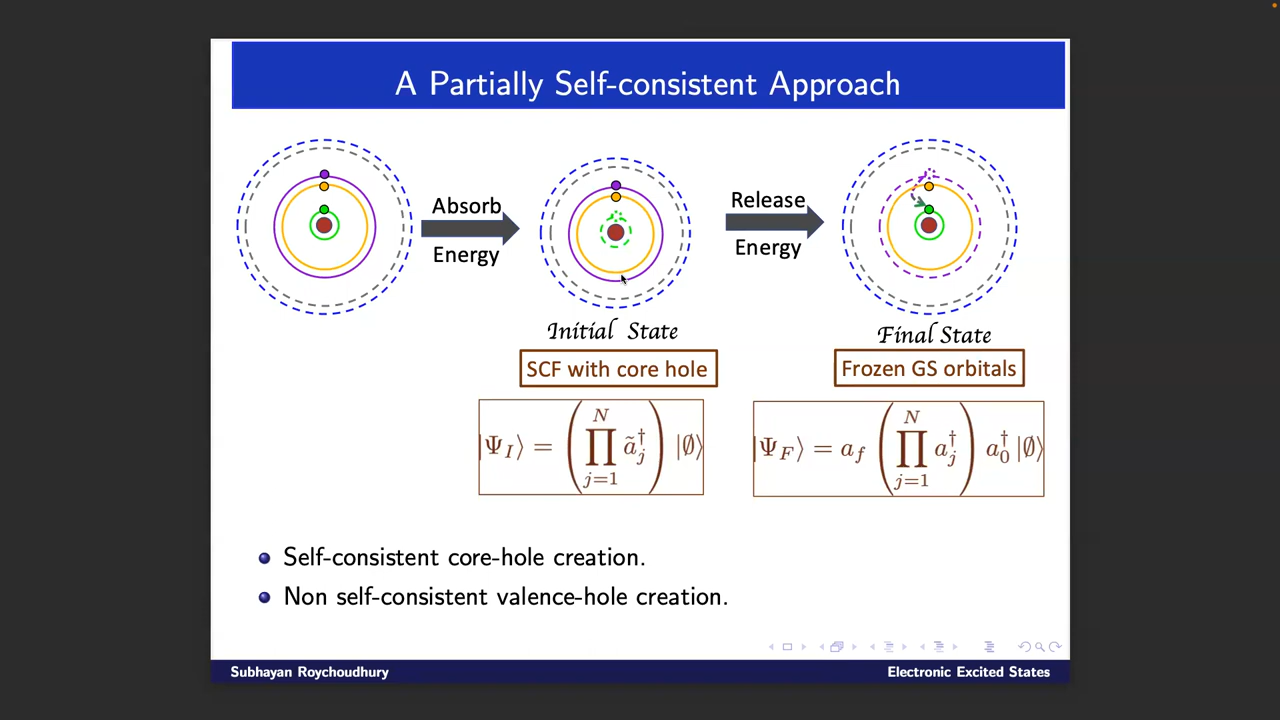 A Partially Self-consistent Approach
Absorb
Energy
Release
Energy
Initial State
Final State
SCF with core hole
Frozen GS orbitals
|Ψ_I⟩ = (∏_{j=1}^{N} ã_j^†) |∅⟩
|Ψ_F⟩ = a_f (∏_{j=1}^{N} a_j^†) a_0^† |∅⟩
Self-consistent core-hole creation.
Non self-consistent valence-hole creation.
Subhayan Roychoudhury
Electronic Excited States